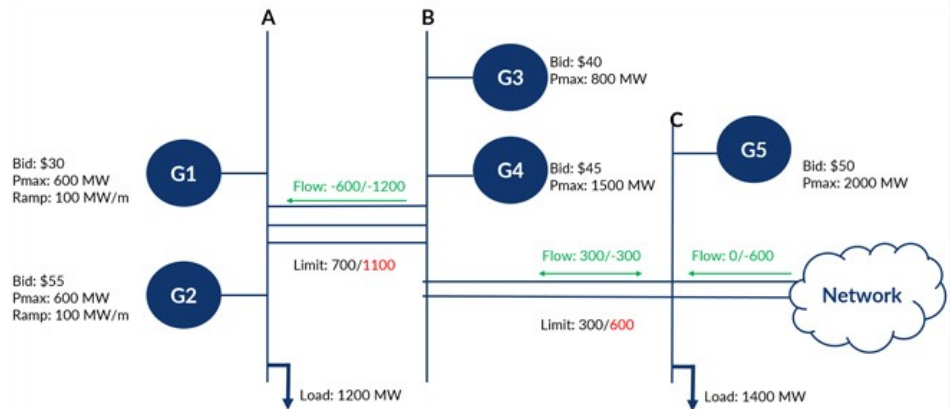 A
B
G3
Bid: $40
Pmax: 800 MW
C
G5
Bid: $50
Pmax: 2000 MW
Bid: $30
Pmax: 600 MW
Ramp: 100 MW/m
G1
Flow: -600/-1200
G4
Bid: $45
Pmax: 1500 MW
Limit: 700/1100
Flow: 300/-300
Flow: 0/-600
Bid: $55
Pmax: 600 MW
Ramp: 100 MW/m
G2
Network
Limit: 300/600
Load: 1200 MW
Load: 1400 MW